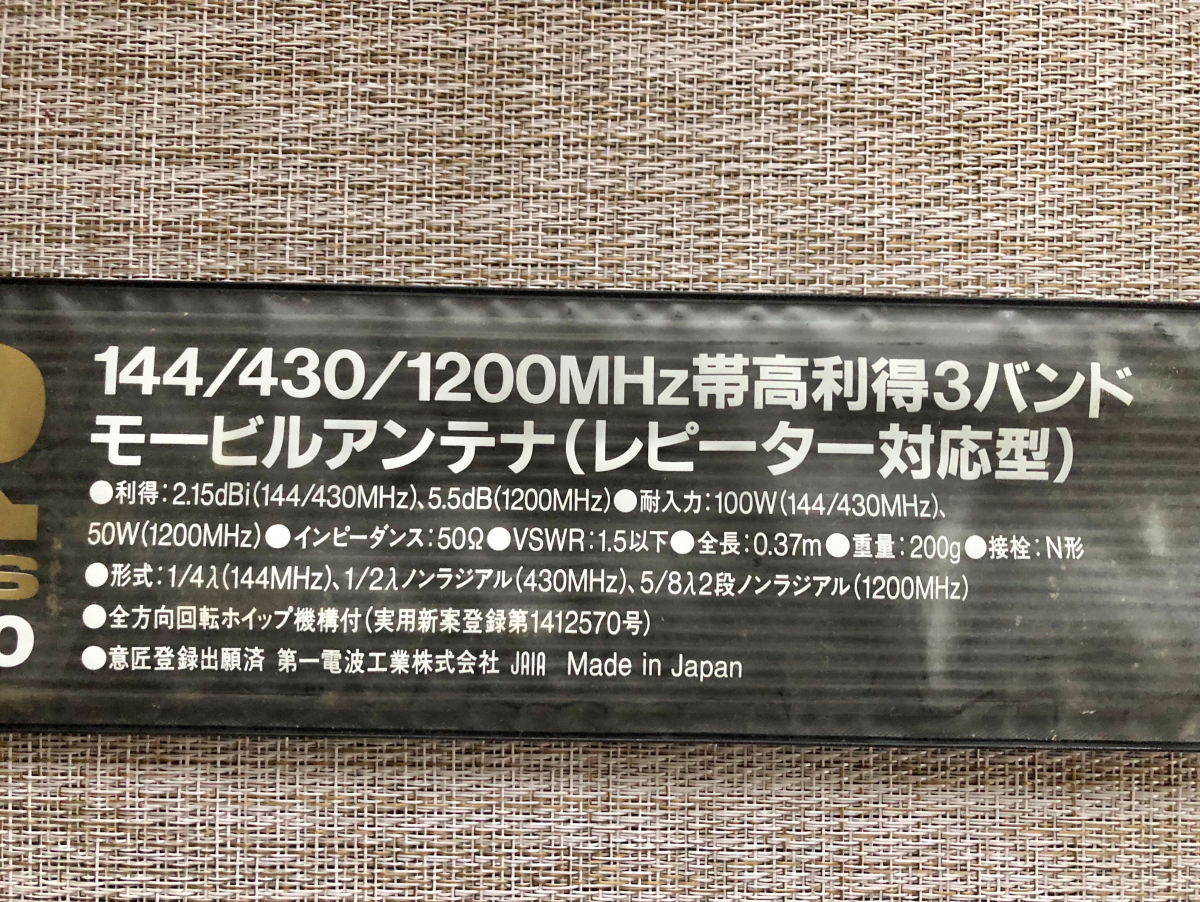 144/430/1200MHz帯高利得3バンド
モービルアンテナ(レピーター対応型)
●利得:2.15dBi(144/430MHz)、5.5dB(1200MHz)●耐入力:100W(144/430MHz)、
50W(1200MHz)●インピーダンス:50Ω●VSWR:1.5以下●全長:0.37m●重量:200g●接栓:N形
●形式:1/4λ(144MHz)、1/2λノンラジアル(430MHz)、5/8λ2段ノンラジアル(1200MHz)
●全方向回転ホイップ機構付(実用新案登録第1412570号)
●意匠登録出願済 第一電波工業株式会社 JAIA Made in Japan